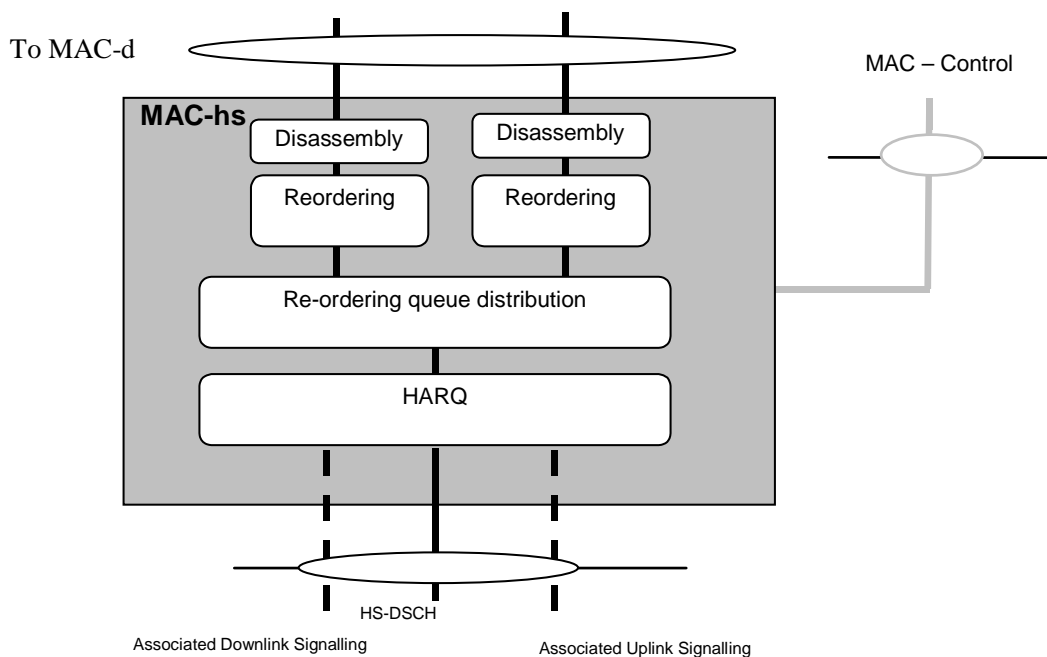 To MAC-d
MAC – Control
MAC-hs
Disassembly
Disassembly
Reordering
Reordering
Re-ordering queue distribution
HARQ
HS-DSCH
Associated Downlink Signalling
Associated Uplink Signalling